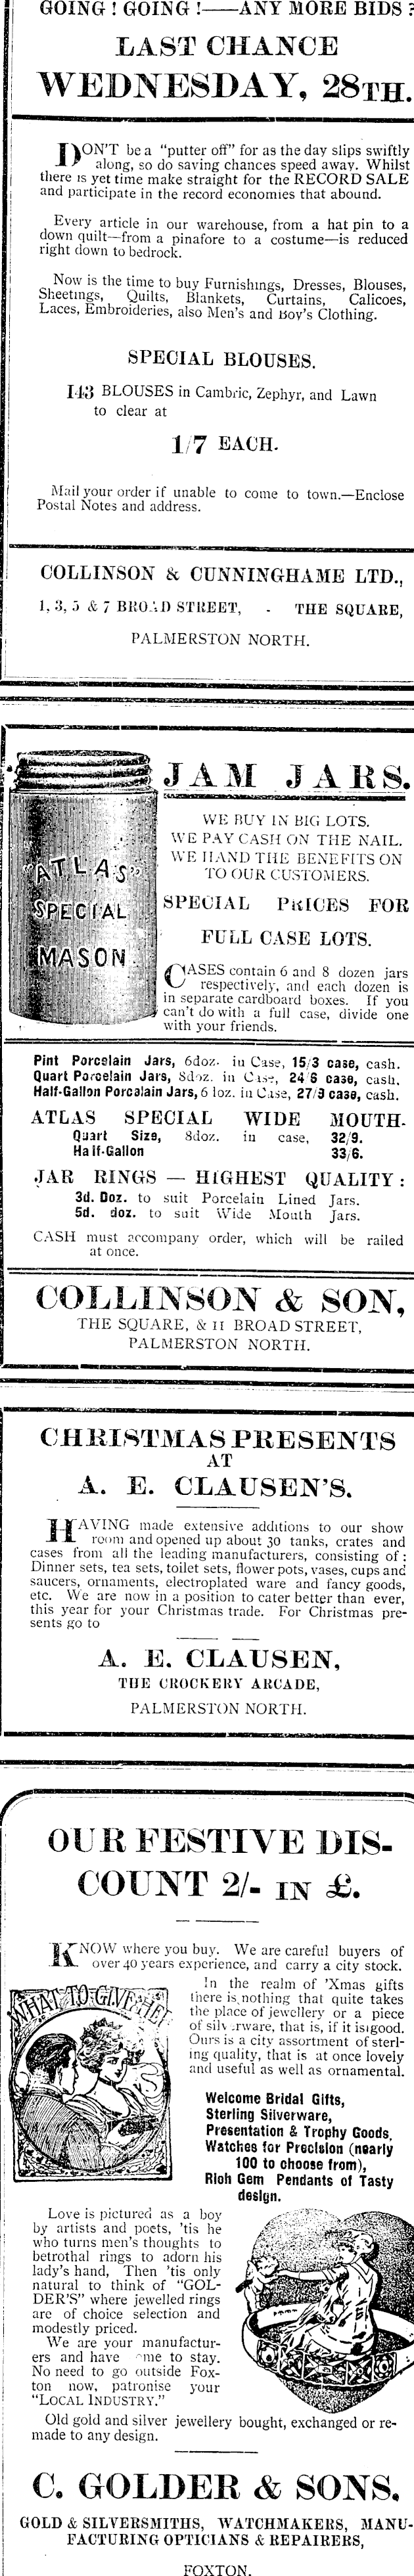 GOING! GOING!——ANY MORE BIDS?
LAST CHANCE
WEDNESDAY, 28TH.
DON'T be a "putter off" for as the day slips swiftly
along, so do saving chances speed away. Whilst
there is yet time make straight for the RECORD SALE
and participate in the record economies that abound.
Every article in our warehouse, from a hat pin to a
down quilt—from a pinafore to a costume—is reduced
right down to bedrock.
Now is the time to buy Furnishings, Dresses, Blouses,
Sheetings, Quilts, Blankets, Curtains, Calicoes,
Laces, Embroideries, also Men's and Boy's Clothing.
SPECIAL BLOUSES.
143 BLOUSES in Cambric, Zephyr, and Lawn
to clear at
1/7 EACH.
Mail your order if unable to come to town.—Enclose
Postal Notes and address.
COLLINSON & CUNNINGHAME LTD.,
1, 3, 5 & 7 BROAD STREET, - THE SQUARE,
PALMERSTON NORTH.
JAM JARS.
"ATLAS"
SPECIAL
MASON
WE BUY IN BIG LOTS.
WE PAY CASH ON THE NAIL.
WE HAND THE BENEFITS ON
TO OUR CUSTOMERS.
SPECIAL PRICES FOR
FULL CASE LOTS.
CASES contain 6 and 8 dozen jars
respectively, and each dozen is
in separate cardboard boxes. If you
can't do with a full case, divide one
with your friends.
Pint Porcelain Jars, 6doz. in Case, 15/3 case, cash.
Quart Porcelain Jars, 8doz. in Case, 24/6 case, cash.
Half-Gallon Porcelain Jars, 6 doz. in Case, 27/9 case, cash.
ATLAS SPECIAL WIDE MOUTH-
Quart Size, 8doz. in case, 32/9.
Half-Gallon 33/6.
JAR RINGS — HIGHEST QUALITY:
3d. Doz. to suit Porcelain Lined Jars.
5d. doz. to suit Wide Mouth Jars.
CASH must accompany order, which will be railed
at once.
COLLINSON & SON,
THE SQUARE, & 11 BROAD STREET,
PALMERSTON NORTH.
CHRISTMAS PRESENTS
AT
A. E. CLAUSEN'S.
HAVING made extensive additions to our show
room and opened up about 30 tanks, crates and
cases from all the leading manufacturers, consisting of:
Dinner sets, tea sets, toilet sets, flower pots, vases, cups and
saucers, ornaments, electroplated ware and fancy goods,
etc. We are now in a position to cater better than ever,
this year for your Christmas trade. For Christmas pre-
sents go to
A. E. CLAUSEN,
THE CROCKERY ARCADE,
PALMERSTON NORTH.
OUR FESTIVE DIS-
COUNT 2/- IN £.
KNOW where you buy. We are careful buyers of
over 40 years experience, and carry a city stock.
WHAT TO GIVE HER
In the realm of 'Xmas gifts
there is nothing that quite takes
the place of jewellery or a piece
of silverware, that is, if it is good.
Ours is a city assortment of sterl-
ing quality, that is at once lovely
and useful as well as ornamental.
Welcome Bridal Gifts,
Sterling Silverware,
Presentation & Trophy Goods,
Watches for Precision (nearly
100 to choose from),
Rich Gem Pendants of Tasty
design.
Love is pictured as a boy
by artists and poets, 'tis he
who turns men's thoughts to
betrothal rings to adorn his
lady's hand, Then 'tis only
natural to think of "GOL-
DER'S" where jewelled rings
are of choice selection and
modestly priced.
We are your manufactur-
ers and have come to stay.
No need to go outside Fox-
ton now, patronise your
"LOCAL INDUSTRY."
Old gold and silver jewellery bought, exchanged or re-
made to any design.
C. GOLDER & SONS,
GOLD & SILVERSMITHS, WATCHMAKERS, MANU-
FACTURING OPTICIANS & REPAIRERS,
FOXTON.